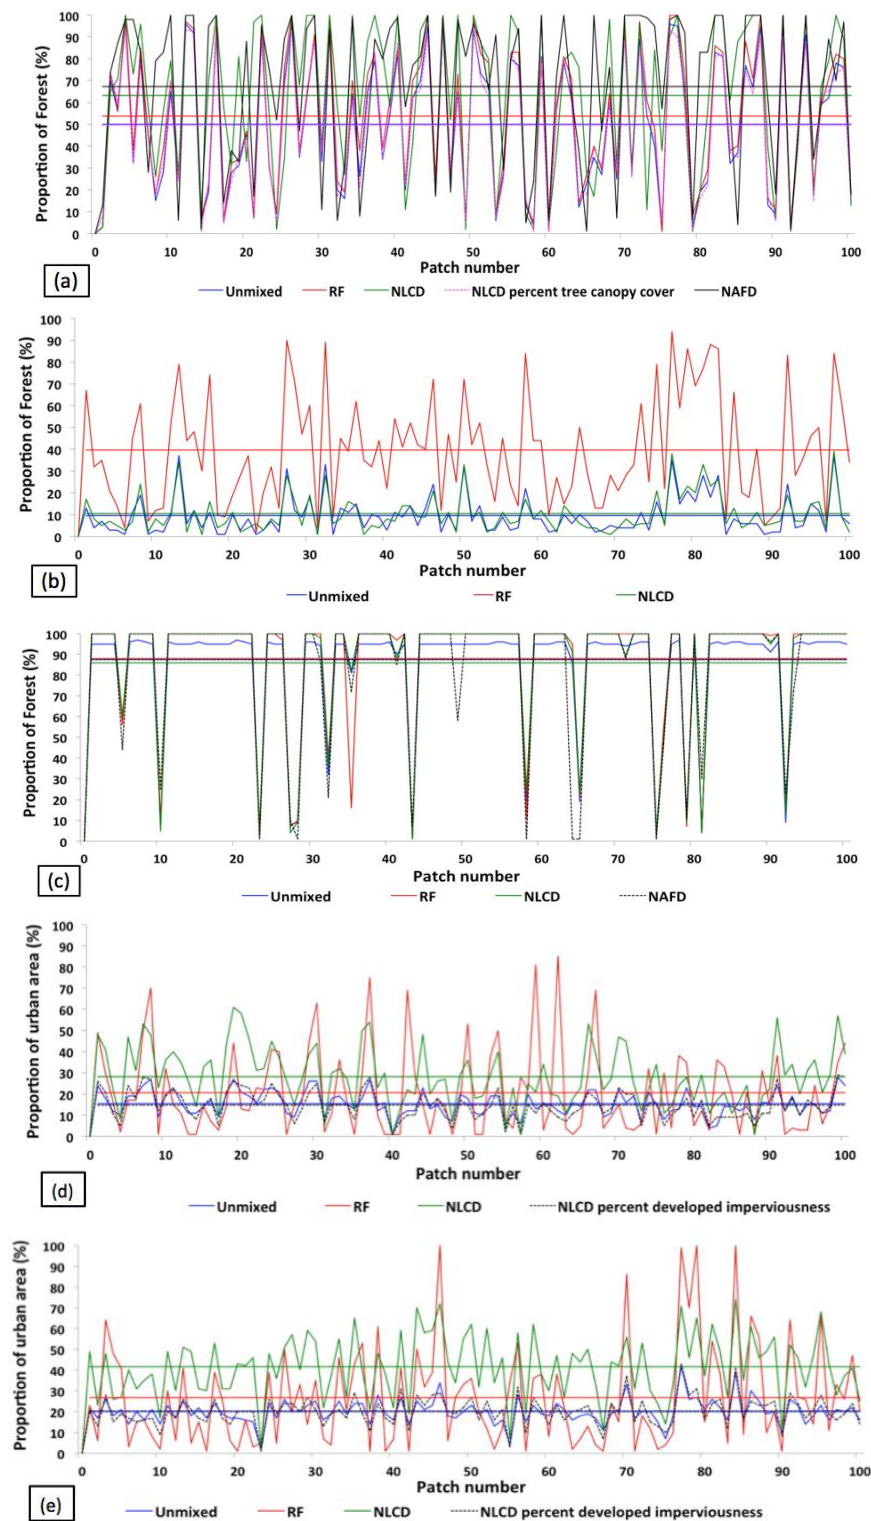 Proportion of Forest (%)
100
90
80
70
60
50
40
30
20
10
0
0 10 20 30 40 50 60 70 80 90 100
Patch number
(a)
Unmixed RF NLCD NLCD percent tree canopy cover NAFD
Proportion of Forest (%)
100
90
80
70
60
50
40
30
20
10
0
0 10 20 30 40 50 60 70 80 90 100
Patch number
(b)
Unmixed RF NLCD
Proportion of Forest (%)
100
90
80
70
60
50
40
30
20
10
0
0 10 20 30 40 50 60 70 80 90 100
Patch number
(c)
Unmixed RF NLCD NAFD
Proportion of urban area (%)
100
90
80
70
60
50
40
30
20
10
0
0 10 20 30 40 50 60 70 80 90 100
Patch number
(d)
Unmixed RF NLCD NLCD percent developed imperviousness
Proportion of urban area (%)
100
90
80
70
60
50
40
30
20
10
0
0 10 20 30 40 50 60 70 80 90 100
Patch number
(e)
Unmixed RF NLCD NLCD percent developed imperviousness